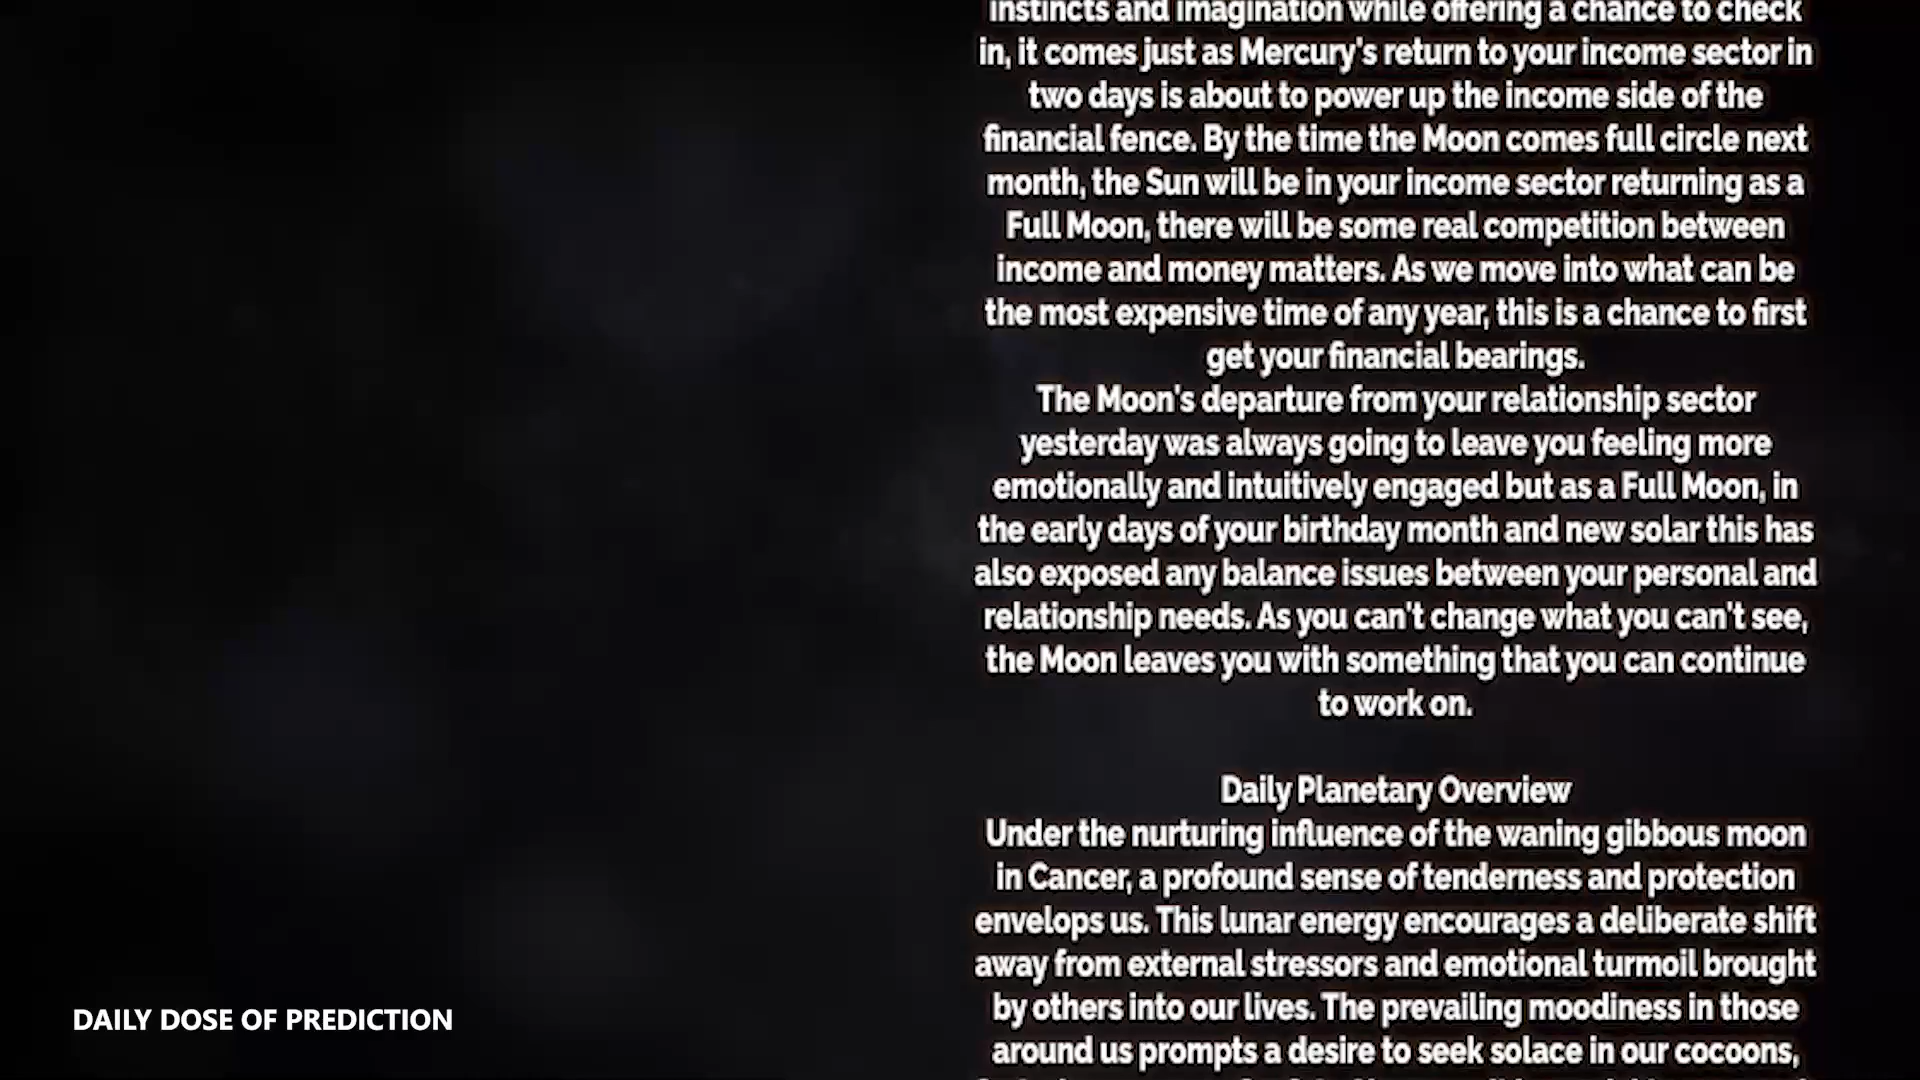 instincts and imagination while offering a chance to check
in, it comes just as Mercury's return to your income sector in
two days is about to power up the income side of the
financial fence. By the time the Moon comes full circle next
month, the Sun will be in your income sector returning as a
Full Moon, there will be some real competition between
income and money matters. As we move into what can be
the most expensive time of any year, this is a chance to first
get your financial bearings.
The Moon's departure from your relationship sector
yesterday was always going to leave you feeling more
emotionally and intuitively engaged but as a Full Moon, in
the early days of your birthday month and new solar this has
also exposed any balance issues between your personal and
relationship needs. As you can't change what you can't see,
the Moon leaves you with something that you can continue
to work on.
Daily Planetary Overview
Under the nurturing influence of the waning gibbous moon
in Cancer, a profound sense of tenderness and protection
envelops us. This lunar energy encourages a deliberate shift
away from external stressors and emotional turmoil brought
by others into our lives. The prevailing moodiness in those
around us prompts a desire to seek solace in our cocoons,
DAILY DOSE OF PREDICTION